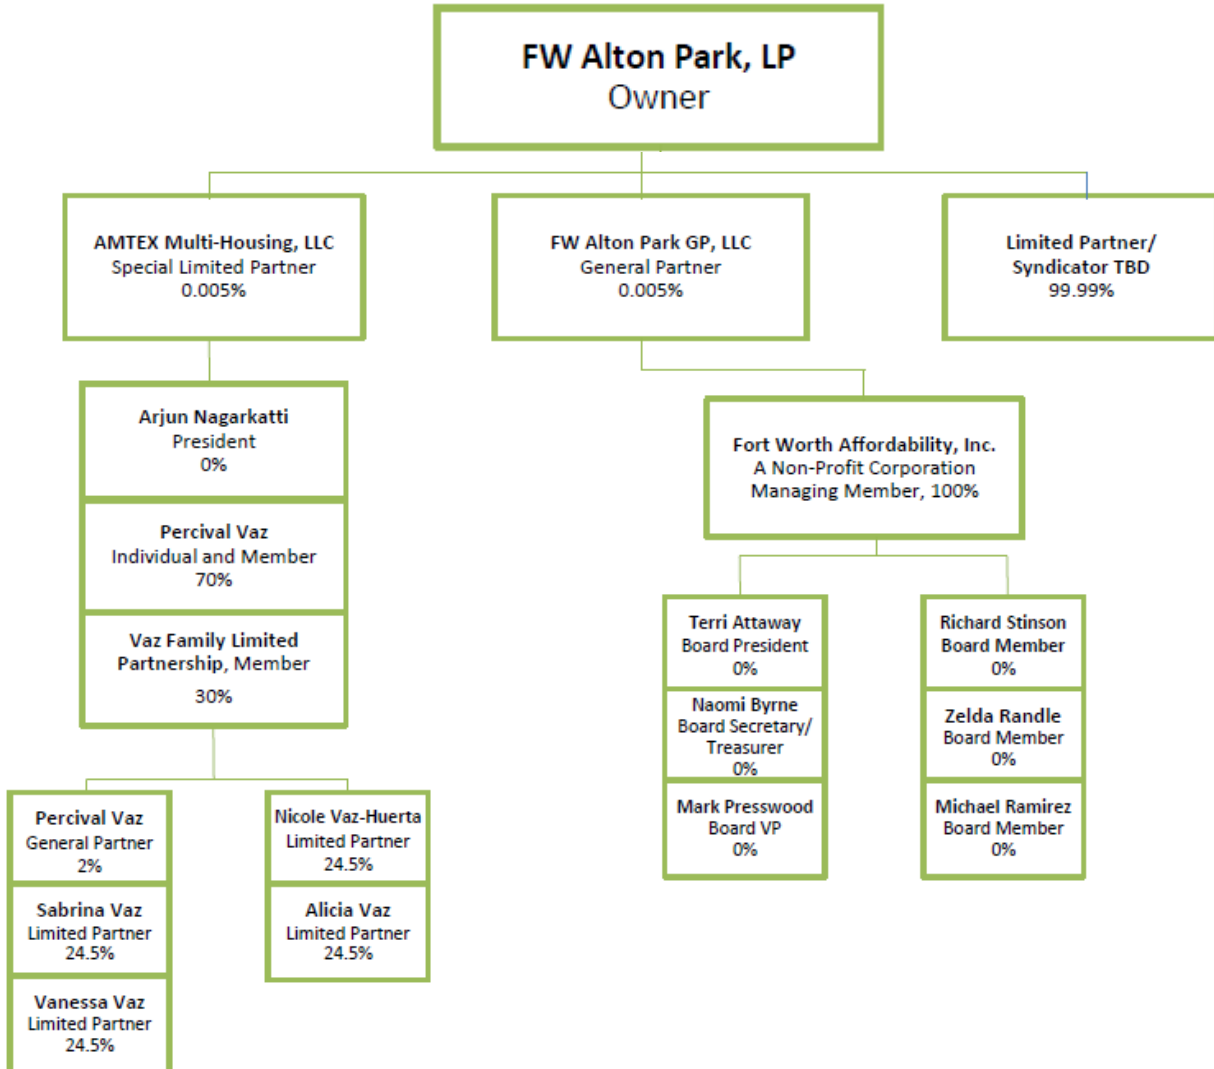 FW Alton Park, LP
Owner
AMTEX Multi-Housing, LLC
Special Limited Partner
0.005%
FW Alton Park GP, LLC
General Partner
0.005%
Limited Partner/
Syndicator TBD
99.99%
Arjun Nagarkatti
President
0%
Percival Vaz
Individual and Member
70%
Vaz Family Limited
Partnership, Member
30%
Fort Worth Affordability, Inc.
A Non-Profit Corporation
Managing Member, 100%
Terri Attaway
Board President
0%
Naomi Byrne
Board Secretary/
Treasurer
0%
Mark Presswood
Board VP
0%
Richard Stinson
Board Member
0%
Zelda Randle
Board Member
0%
Michael Ramirez
Board Member
0%
Percival Vaz
General Partner
2%
Sabrina Vaz
Limited Partner
24.5%
Vanessa Vaz
Limited Partner
24.5%
Nicole Vaz-Huerta
Limited Partner
24.5%
Alicia Vaz
Limited Partner
24.5%